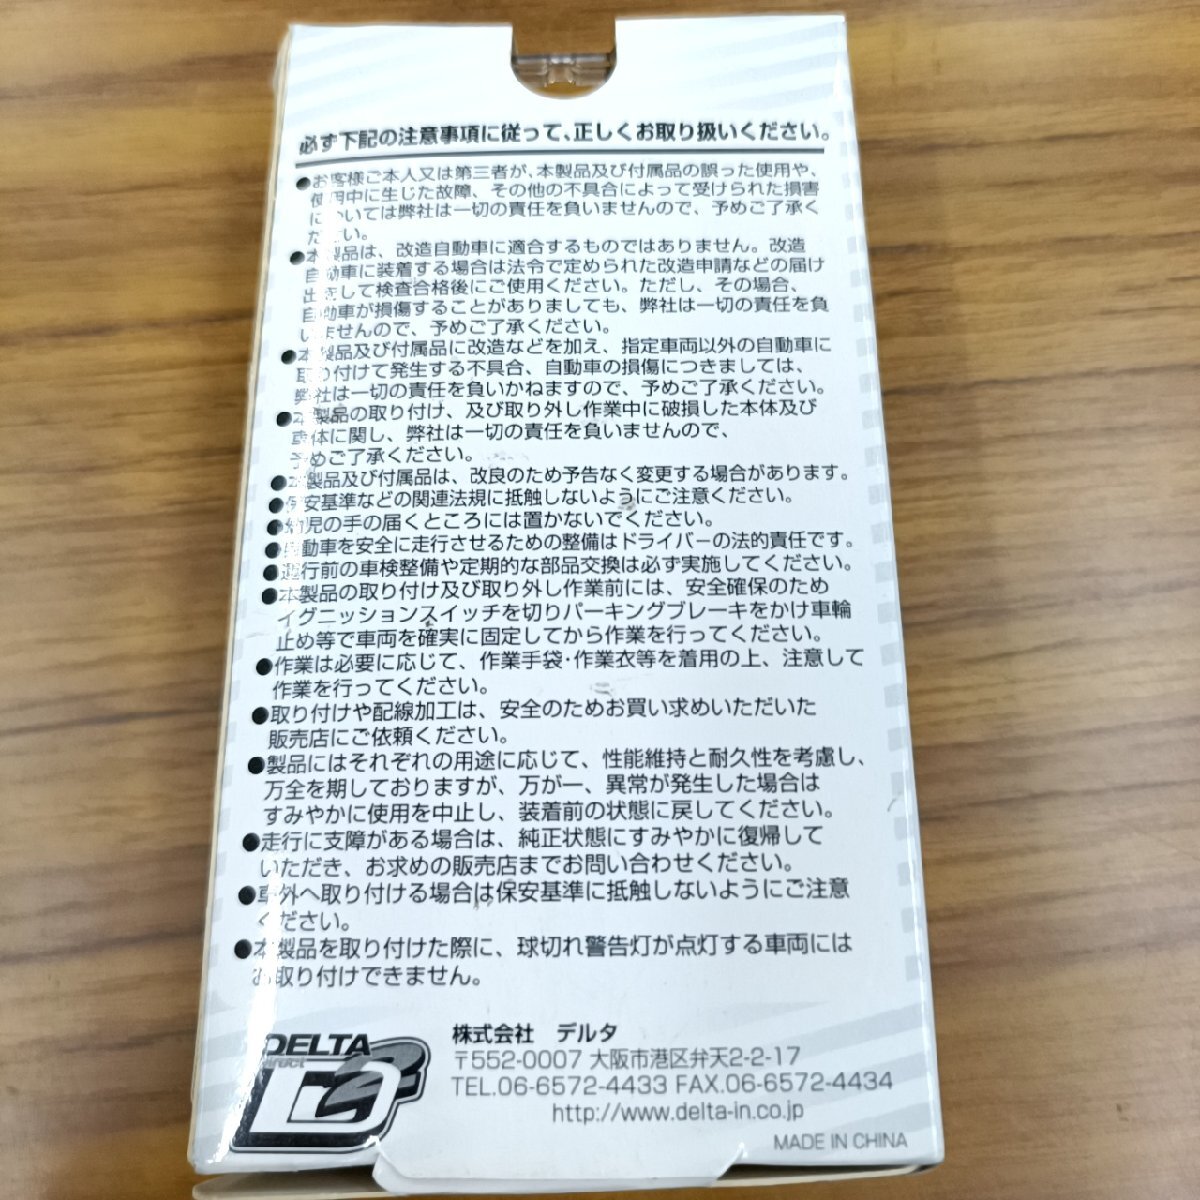 必ず下記の注意事項に従って、正しくお取り扱いください。
●お客様ご本人又は第三者が、本製品及び付属品の誤った使用や、
使用中に生じた故障、その他の不具合によって受けられた損害
については弊社は一切の責任を負いませんので、予めご了承く
ださい。
●本製品は、改造自動車に適合するものではありません。改造
自動車に装着する場合は法令で定められた改造申請などの届け
出をして検査合格後にご使用ください。ただし、その場合、
自動車が損傷することがありましても、弊社は一切の責任を負
いませんので、予めご了承ください。
●本製品及び付属品に改造などを加え、指定車両以外の自動車に
取り付けて発生する不具合、自動車の損傷につきましては、
弊社は一切の責任を負いかねますので、予めご了承ください。
●本製品の取り付け、及び取り外し作業中に破損した本体及び
車体に関し、弊社は一切の責任を負いませんので、
予めご了承ください。
●本製品及び付属品は、改良のため予告なく変更する場合があります。
●保安基準などの関連法規に抵触しないようにご注意ください。
●幼児の手の届くところには置かないでください。
●自動車を安全に走行させるための整備はドライバーの法的責任です。
●運行前の車検整備や定期的な部品交換は必ず実施してください。
●本製品の取り付け及び取り外し作業前には、安全確保のため
イグニッションスイッチを切りパーキングブレーキをかけ車輪
止め等で車両を確実に固定してから作業を行ってください。
●作業は必要に応じて、作業手袋・作業衣等を着用の上、注意して
作業を行ってください。
●取り付けや配線加工は、安全のためお買い求めいただいた
販売店にご依頼ください。
●製品にはそれぞれの用途に応じて、性能維持と耐久性を考慮し、
万全を期しておりますが、万が一、異常が発生した場合は
すみやかに使用を中止し、装着前の状態に戻してください。
●走行に支障がある場合は、純正状態にすみやかに復帰して
いただき、お求めの販売店までお問い合わせください。
●車外へ取り付ける場合は保安基準に抵触しないようにご注意
ください。
●本製品を取り付けた際に、球切れ警告灯が点灯する車両には
お取り付けできません。
DELTA
direct
D2
株式会社 デルタ
〒552-0007 大阪市港区弁天2-2-17
TEL.06-6572-4433 FAX.06-6572-4434
http://www.delta-in.co.jp
MADE IN CHINA